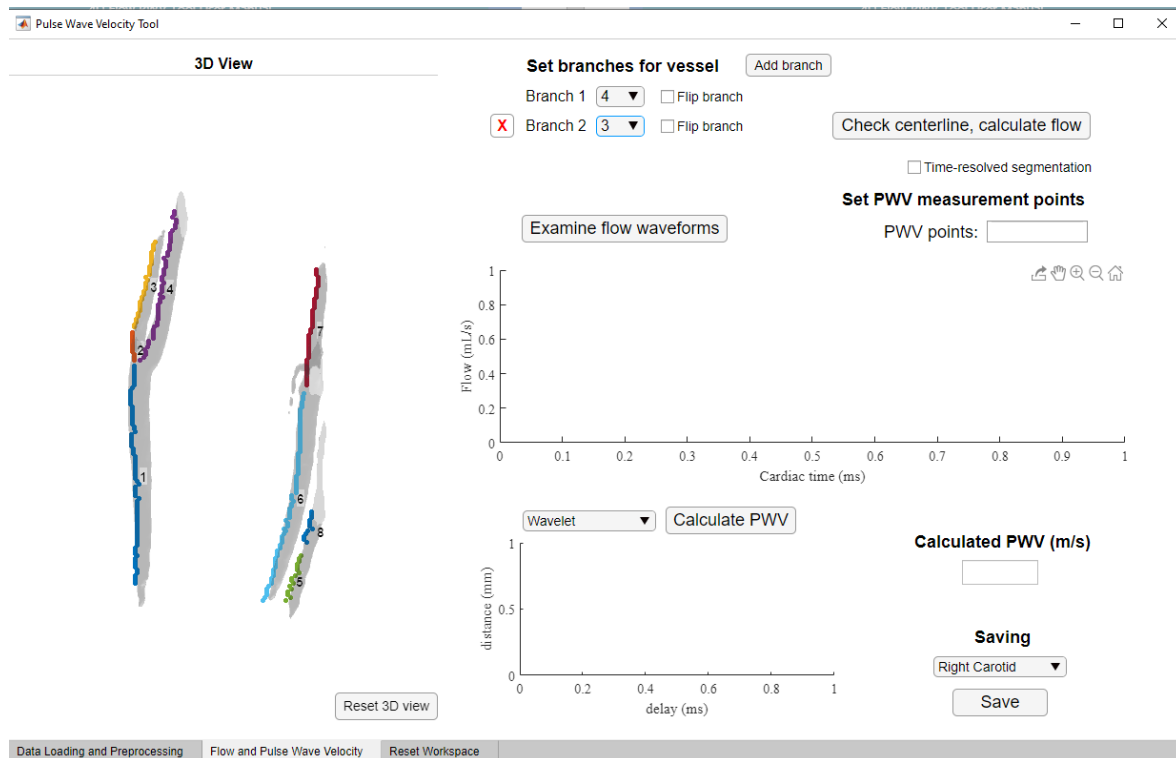 Pulse Wave Velocity Tool
3D View
Set branches for vessel
Add branch
Branch 1 4 ▼ Flip branch
X Branch 2 3 ▼ Flip branch
Check centerline, calculate flow
Time-resolved segmentation
Set PWV measurement points
Examine flow waveforms
PWV points:
3
4
2
1
7
6
8
5
Flow (mL/s)
1
0.8
0.6
0.4
0.2
0
0 0.1 0.2 0.3 0.4 0.5 0.6 0.7 0.8 0.9 1
Cardiac time (ms)
Wavelet ▼
Calculate PWV
distance (mm)
1
0.5
0
0 0.2 0.4 0.6 0.8 1
delay (ms)
Calculated PWV (m/s)
Saving
Right Carotid ▼
Save
Reset 3D view
Data Loading and Preprocessing
Flow and Pulse Wave Velocity
Reset Workspace